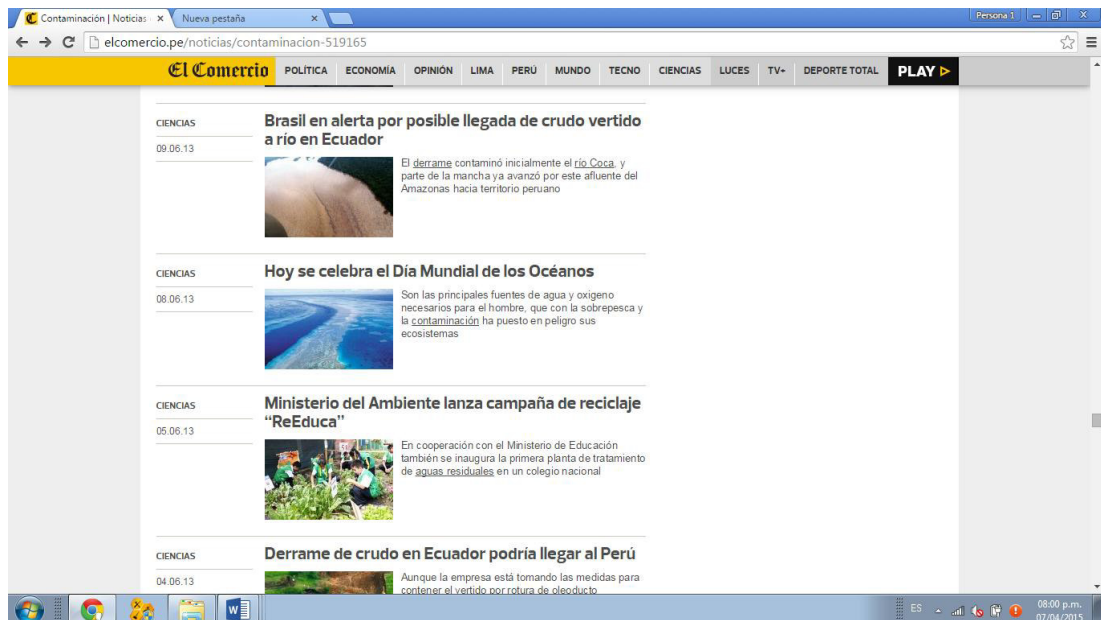 Contaminación | Noticias
Nueva pestaña
Persona 1
elcomercio.pe/noticias/contaminacion-519165
El Comercio POLÍTICA ECONOMÍA OPINIÓN LIMA PERÚ MUNDO TECNO CIENCIAS LUCES TV+ DEPORTE TOTAL PLAY
CIENCIAS
09.06.13
Brasil en alerta por posible llegada de crudo vertido
a río en Ecuador
El derrame contaminó inicialmente el río Coca, y
parte de la mancha ya avanzó por este afluente del
Amazonas hacia territorio peruano
CIENCIAS
08.06.13
Hoy se celebra el Día Mundial de los Océanos
Son las principales fuentes de agua y oxigeno
necesarios para el hombre, que con la sobrepesca y
la contaminación ha puesto en peligro sus
ecosistemas
CIENCIAS
05.06.13
Ministerio del Ambiente lanza campaña de reciclaje
“ReEduca”
En cooperación con el Ministerio de Educación
también se inaugura la primera planta de tratamiento
de aguas residuales en un colegio nacional
CIENCIAS
04.06.13
Derrame de crudo en Ecuador podría llegar al Perú
Aunque la empresa está tomando las medidas para
contener el vertido por rotura de oleoducto
ES
08:00 p.m.
07/04/2015